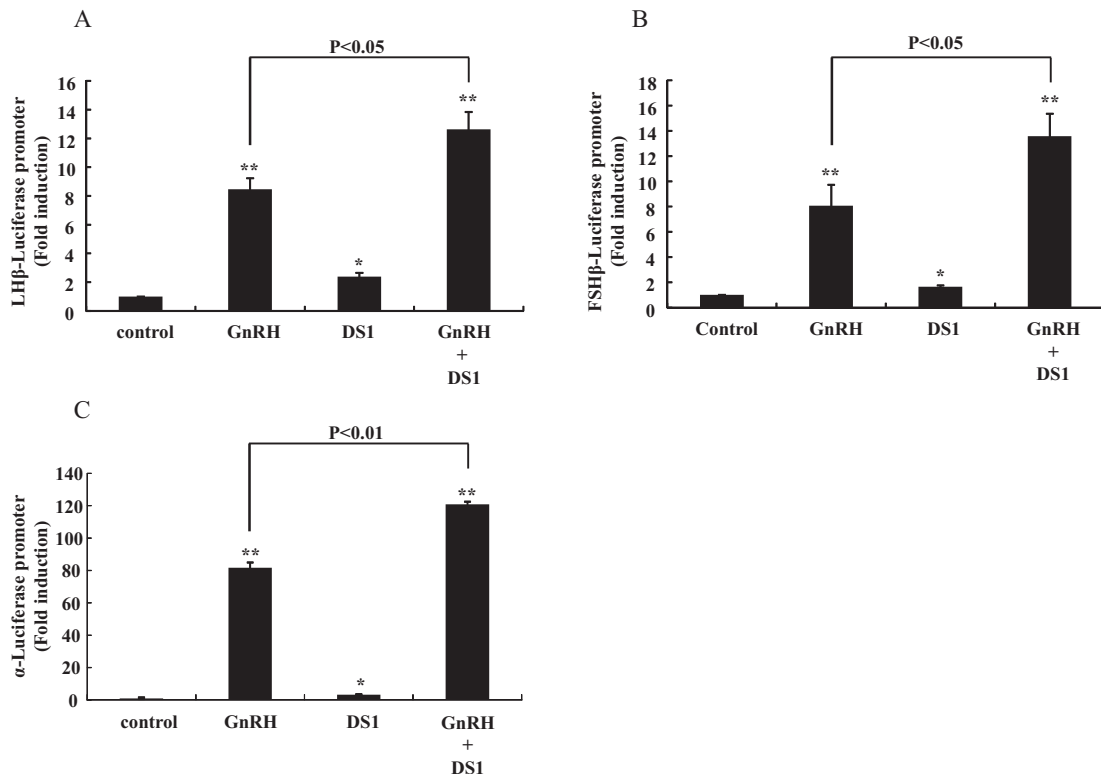 A
P<0.05
LHβ-Luciferase promoter
(Fold induction)
16
14
12
10
8
6
4
2
0
**
*
**
control
GnRH
DS1
GnRH
+
DS1
B
P<0.05
FSHβ-Luciferase promoter
(Fold induction)
18
16
14
12
10
8
6
4
2
0
**
*
**
Control
GnRH
DS1
GnRH
+
DS1
C
P<0.01
α-Luciferase promoter
(Fold induction)
140
120
100
80
60
40
20
0
**
*
**
control
GnRH
DS1
GnRH
+
DS1